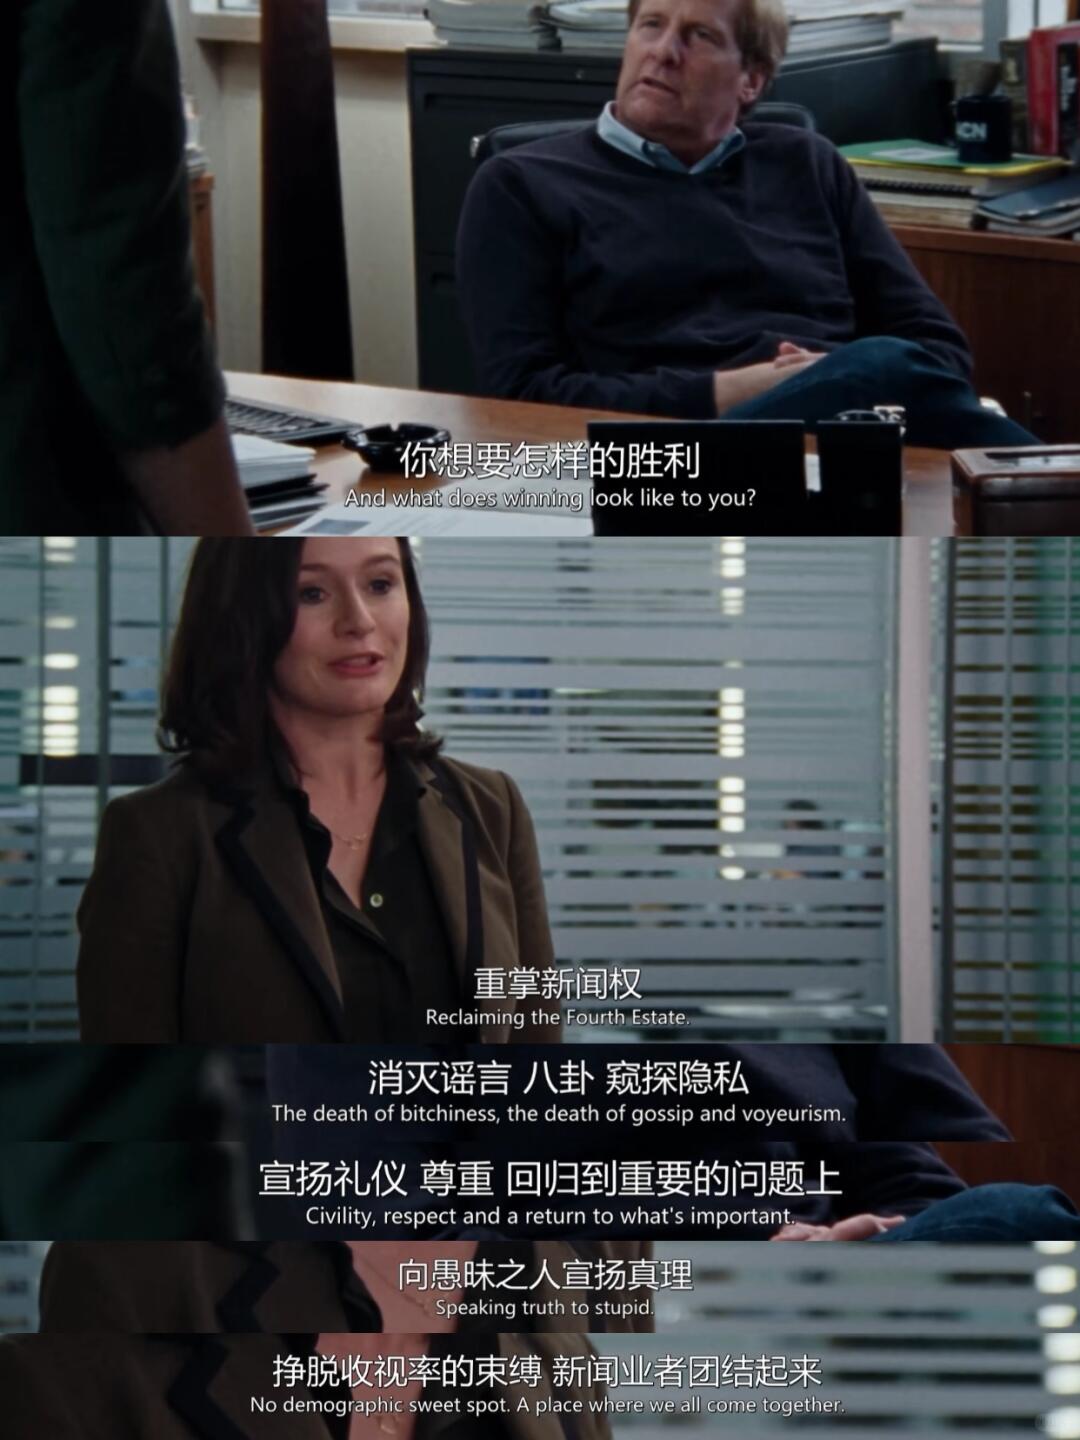 CN
你想要怎样的胜利
And what does winning look like to you?
重掌新闻权
Reclaiming the Fourth Estate.
消灭谣言 八卦 窥探隐私
The death of bitchiness, the death of gossip and voyeurism.
宣扬礼仪 尊重 回归到重要的问题上
Civility, respect and a return to what's important.
向愚昧之人宣扬真理
Speaking truth to stupid.
挣脱收视率的束缚 新闻业者团结起来
No demographic sweet spot. A place where we all come together.